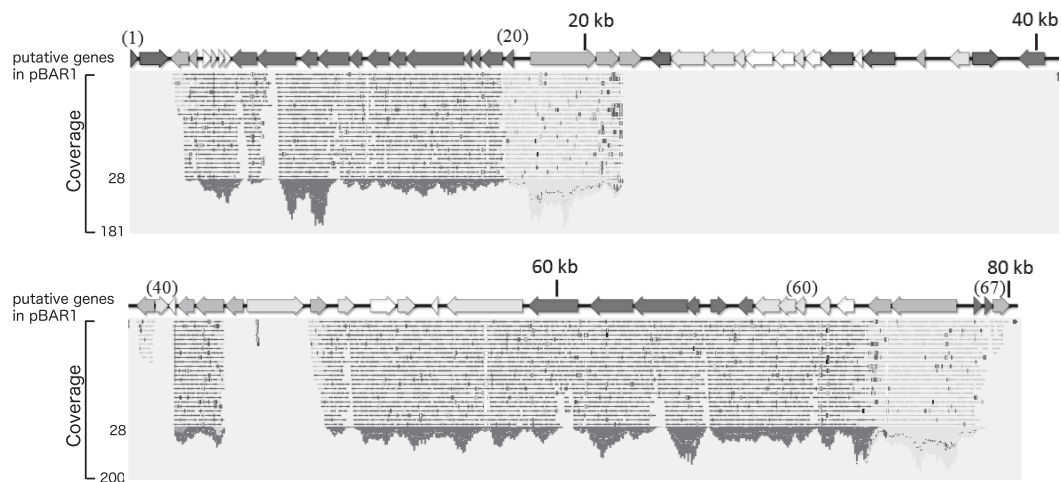 20 kb
40 kb
(1)
(20)
putative genes
in pBAR1
Coverage
28
181
60 kb
80 kb
(40)
(60)
(67)
putative genes
in pBAR1
Coverage
28
200